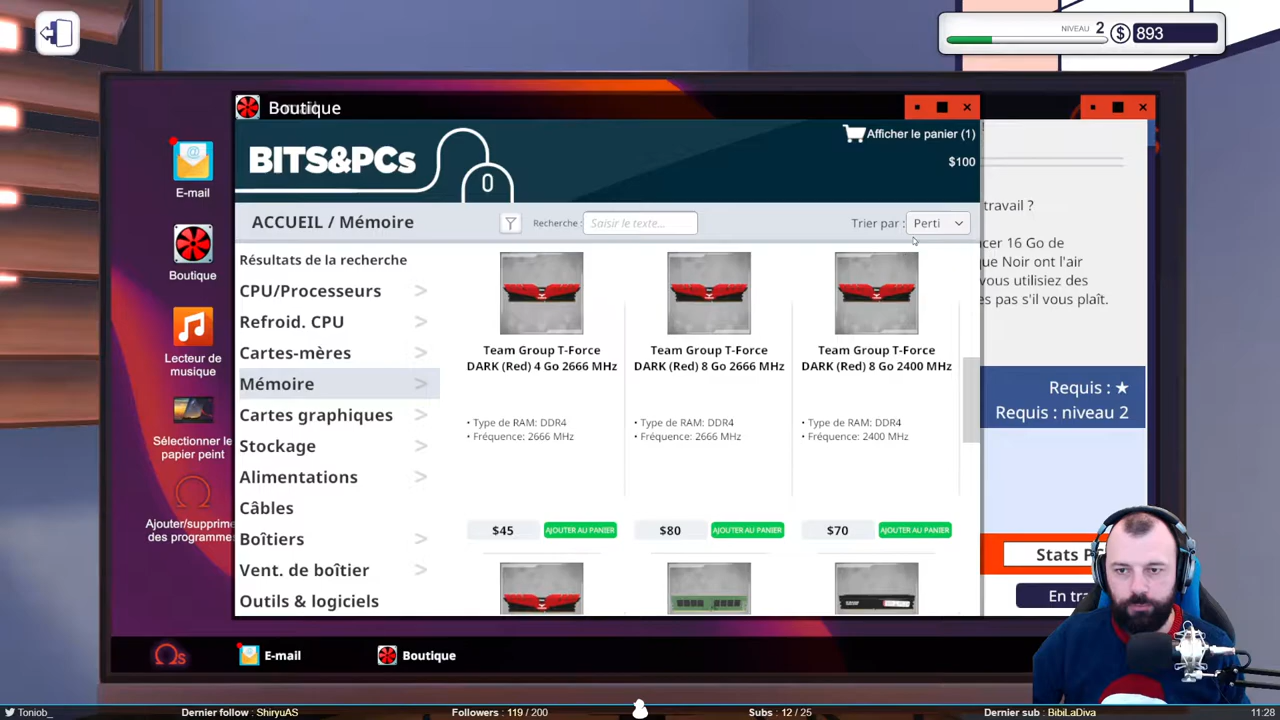 NIVEAU 2
$ 893
Boutique
Afficher le panier (1)
$100
BITS&PCs
ACCUEIL / Mémoire
Recherche :
Saisir le texte...
Trier par :
Perti
E-mail
Boutique
Lecteur de
musique
Sélectionner le
papier peint
Ajouter/supprime
des programme
Résultats de la recherche
CPU/Processeurs >
Refroid. CPU >
Cartes-mères >
Mémoire >
Cartes graphiques >
Stockage >
Alimentations >
Câbles
Boîtiers >
Vent. de boîtier >
Outils & logiciels
Team Group T-Force
DARK (Red) 4 Go 2666 MHz
• Type de RAM: DDR4
• Fréquence: 2666 MHz
$45
AJOUTER AU PANIER
Team Group T-Force
DARK (Red) 8 Go 2666 MHz
• Type de RAM: DDR4
• Fréquence: 2666 MHz
$80
AJOUTER AU PANIER
Team Group T-Force
DARK (Red) 8 Go 2400 MHz
• Type de RAM: DDR4
• Fréquence: 2400 MHz
$70
AJOUTER AU PANIER
travail ?
cer 16 Go de
que Noir ont l'air
vous utilisiez des
es pas s'il vous plaît.
Requis : ★
Requis : niveau 2
Stats P
En tra
Ωs
E-mail
Boutique
Toniob_
Dernier follow : ShiryuAS
Followers : 119 / 200
Subs : 12 / 25
Dernier sub : BibiLaDiva
11:28